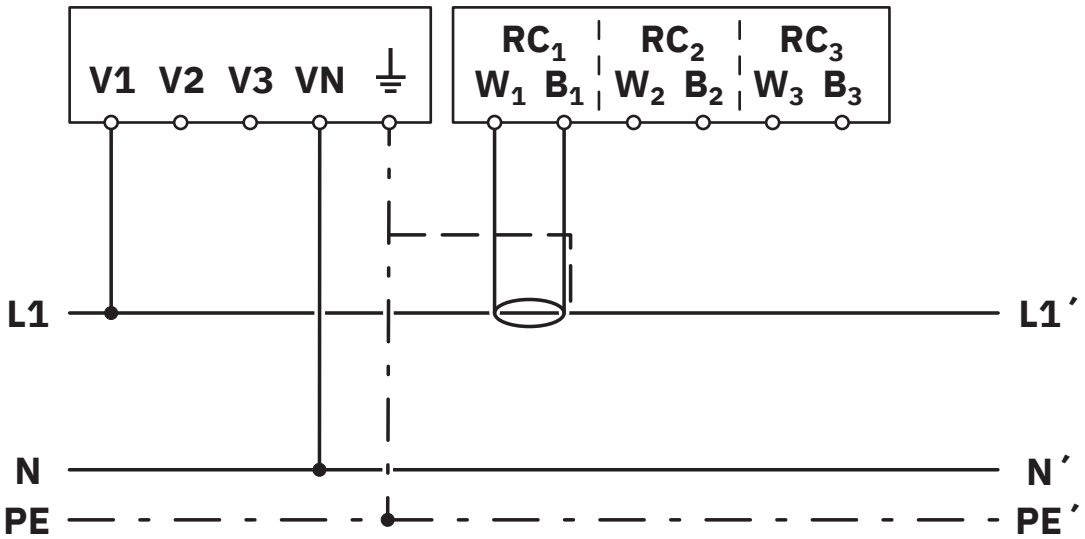 V1 V2 V3 VN
RC₁ RC₂ RC₃
W₁ B₁ W₂ B₂ W₃ B₃
L1 L1´
N N´
PE PE´